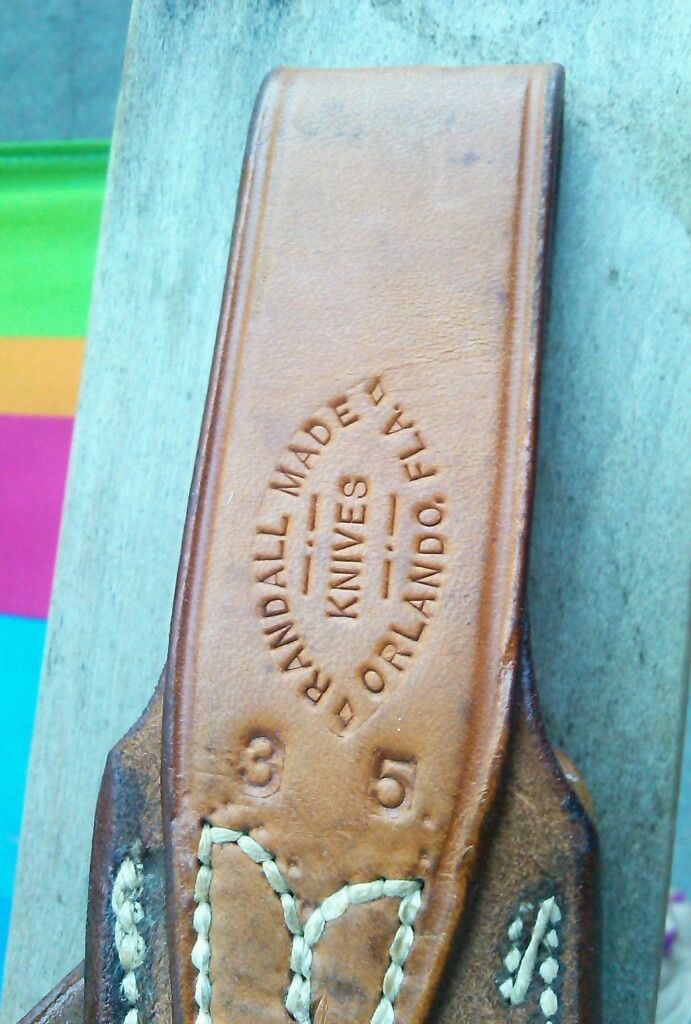 RANDALL MADE
KNIVES
ORLANDO, FLA.
3 5